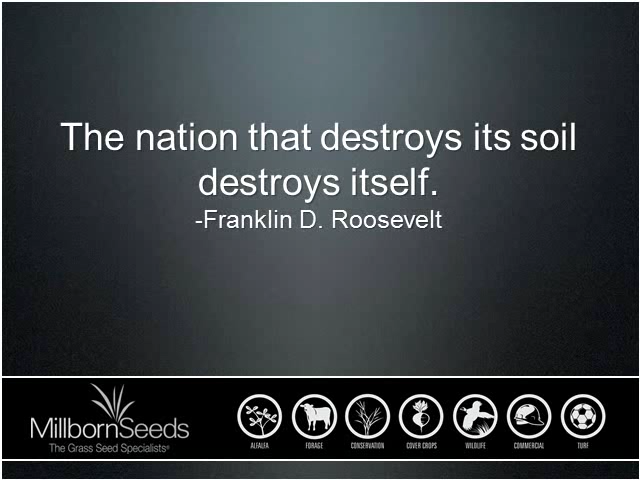 The nation that destroys its soil
destroys itself.
-Franklin D. Roosevelt
MillbornSeeds
The Grass Seed Specialists®
ALFALFA
FORAGE
CONSERVATION
COVER CROPS
WILDLIFE
COMMERCIAL
TURF